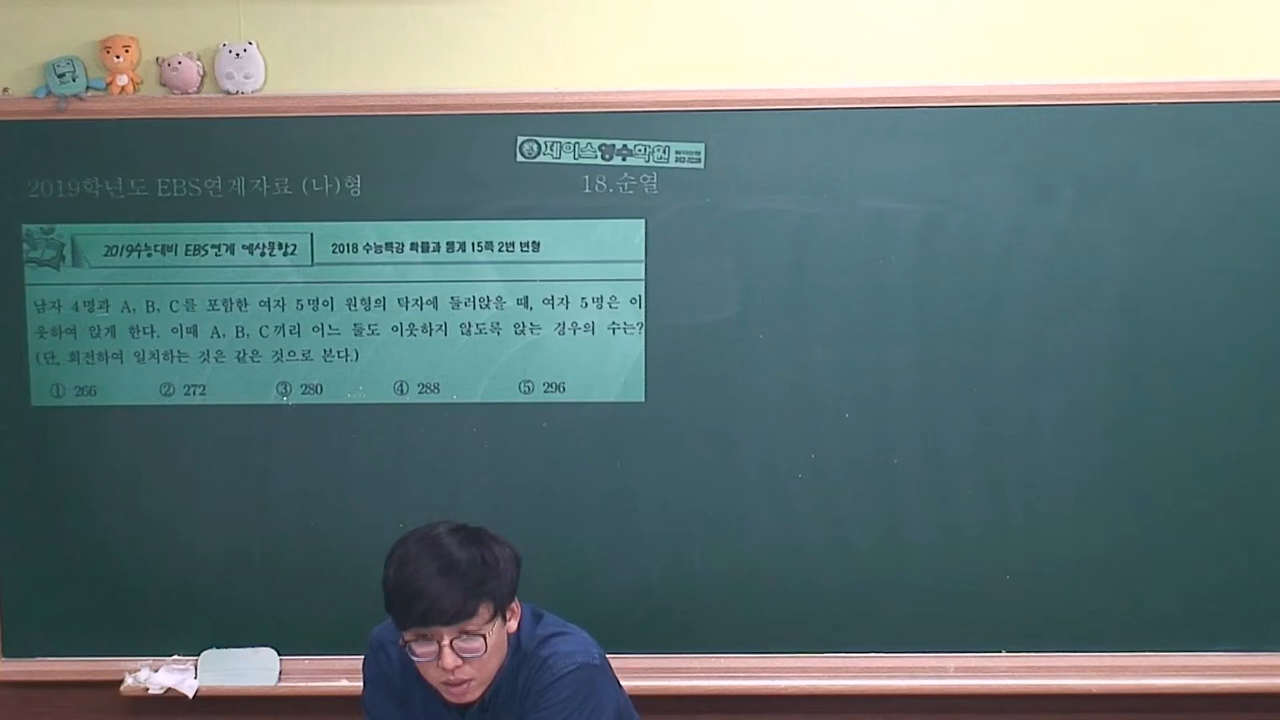 제이스영수학원
2019학년도 EBS연계자료 (나)형
18.순열
2019수능대비 EBS연계 예상문항2
2018 수능특강 확률과 통계 15쪽 2번 변형
남자 4명과 A, B, C를 포함한 여자 5명이 원형의 탁자에 둘러앉을 때, 여자 5명은 이
웃하여 앉게 한다. 이때 A, B, C끼리 어느 둘도 이웃하지 않도록 앉는 경우의 수는?
(단, 회전하여 일치하는 것은 같은 것으로 본다.)
① 266 ② 272 ③ 280 ④ 288 ⑤ 296